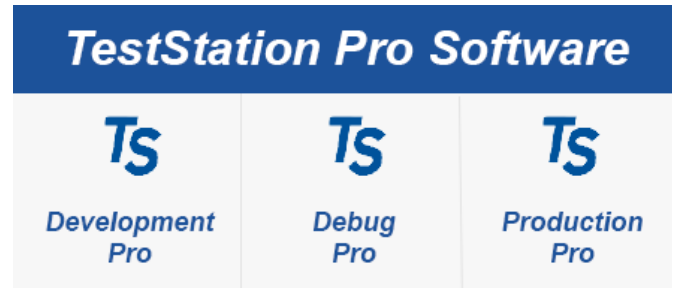 TestStation Pro Software
TS
TS
TS
Development
Pro
Debug
Pro
Production
Pro